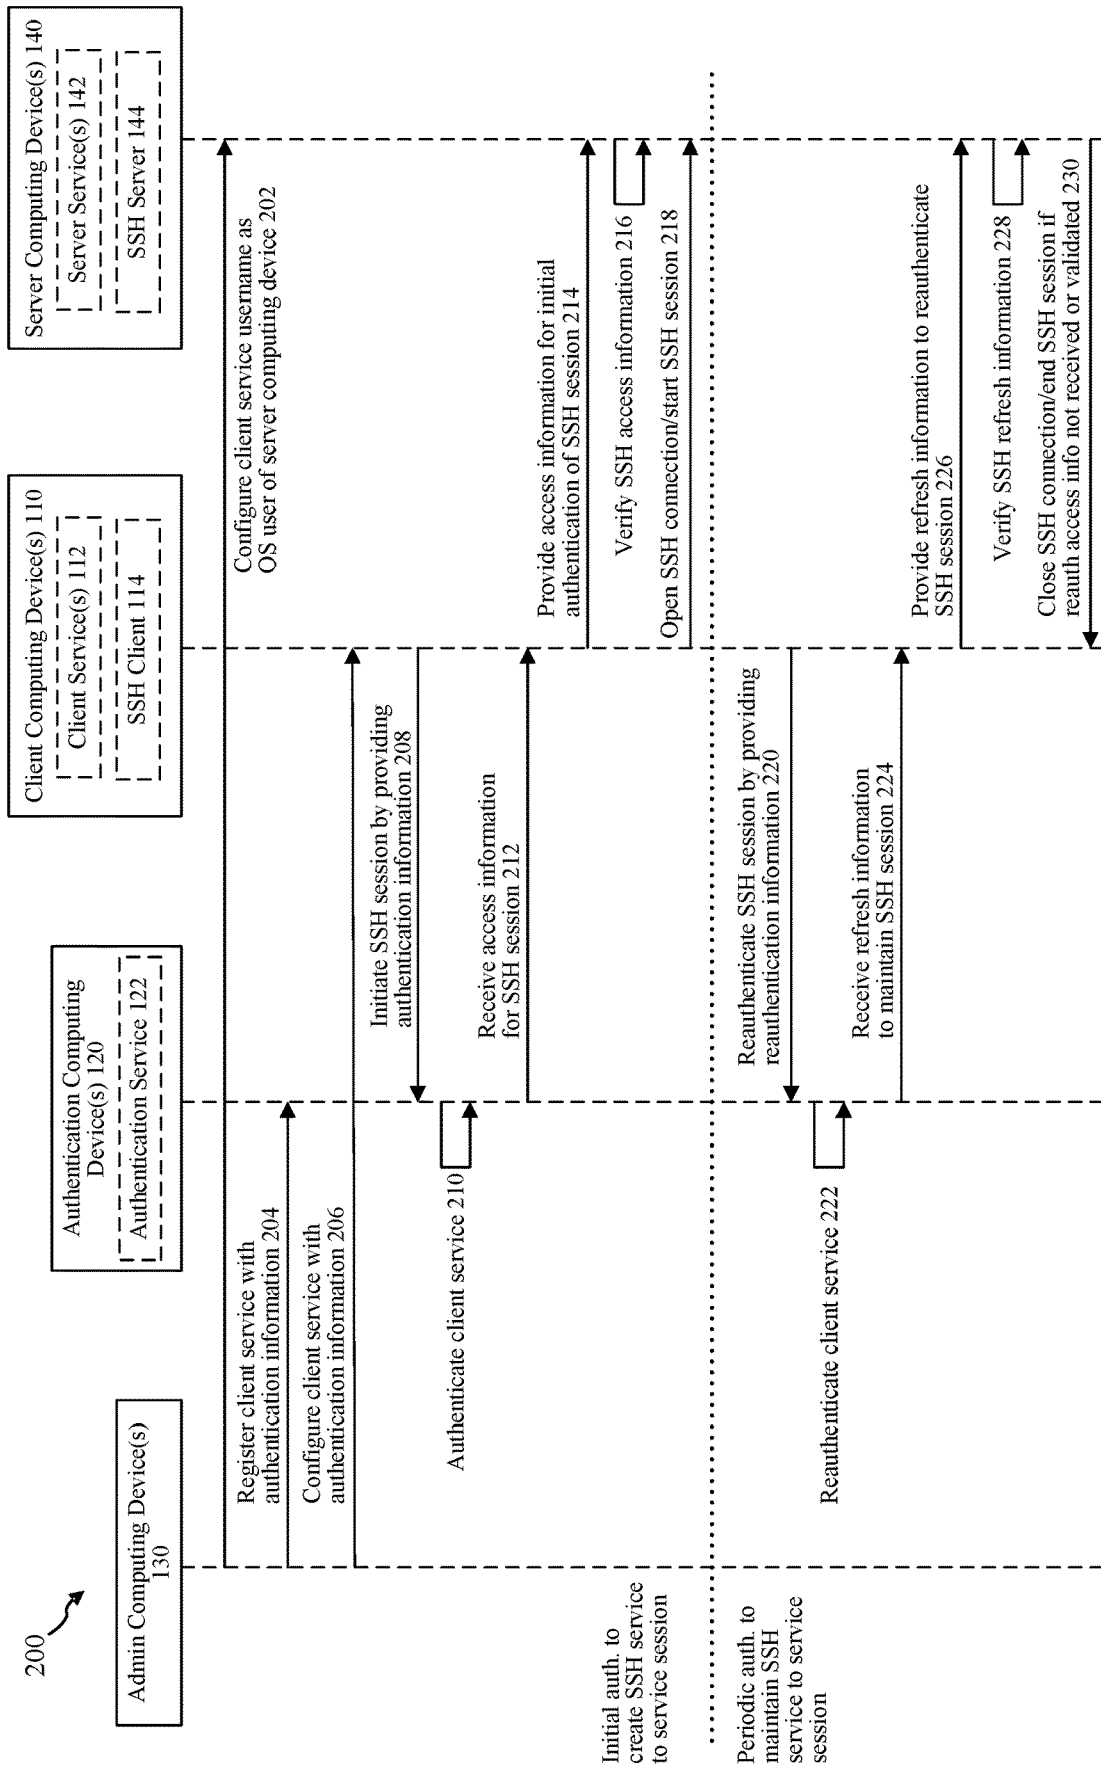 200
Admin Computing Device(s)
130
Authentication Computing
Device(s) 120
Authentication Service 122
Client Computing Device(s) 110
Client Service(s) 112
SSH Client 114
Server Computing Device(s) 140
Server Service(s) 142
SSH Server 144
Configure client service username as
OS user of server computing device 202
Register client service with
authentication information 204
Configure client service with
authentication information 206
Initiate SSH session by providing
authentication information 208
Authenticate client service 210
Receive access information
for SSH session 212
Provide access information for initial
authentication of SSH session 214
Verify SSH access information 216
Open SSH connection/start SSH session 218
Initial auth. to
create SSH service
to service session
Periodic auth. to
maintain SSH
service to service
session
Reauthenticate SSH session by providing
reauthentication information 220
Reauthenticate client service 222
Receive refresh information
to maintain SSH session 224
Provide refresh information to reauthenticate
SSH session 226
Verify SSH refresh information 228
Close SSH connection/end SSH session if
reauth access info not received or validated 230